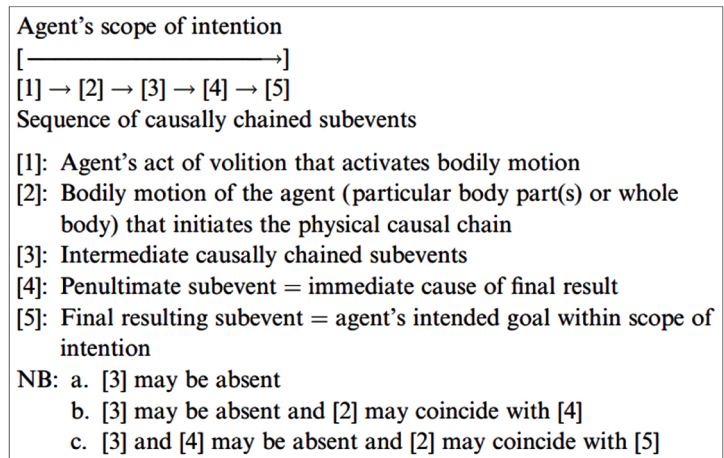 Agent's scope of intention
[ ⟶ ]
[1] → [2] → [3] → [4] → [5]
Sequence of causally chained subevents
[1]: Agent's act of volition that activates bodily motion
[2]: Bodily motion of the agent (particular body part(s) or whole
body) that initiates the physical causal chain
[3]: Intermediate causally chained subevents
[4]: Penultimate subevent = immediate cause of final result
[5]: Final resulting subevent = agent's intended goal within scope of
intention
NB: a. [3] may be absent
b. [3] may be absent and [2] may coincide with [4]
c. [3] and [4] may be absent and [2] may coincide with [5]